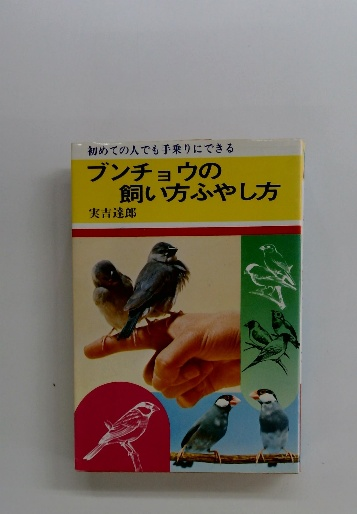 初めての人でも手乗りにできる
ブンチョウの
飼い方ふやし方
実吉達郎